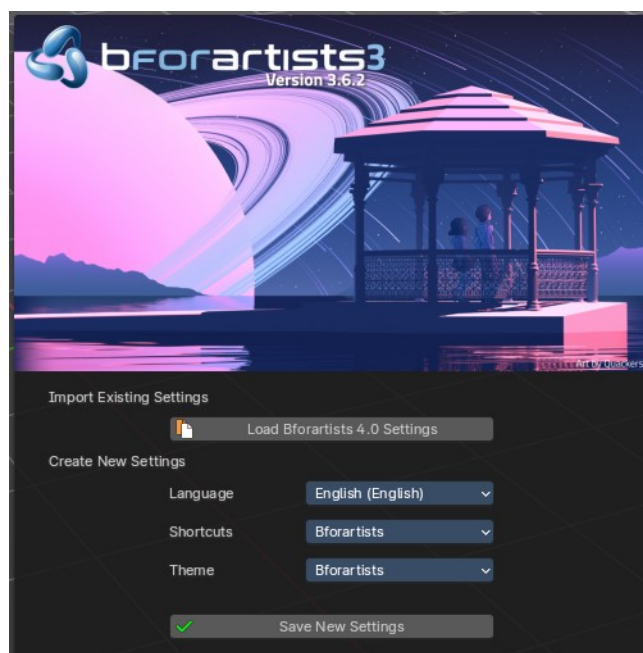 bforartists3
Version 3.6.2
Art by Quackers
Import Existing Settings
Load Bforartists 4.0 Settings
Create New Settings
Language English (English)
Shortcuts Bforartists
Theme Bforartists
Save New Settings